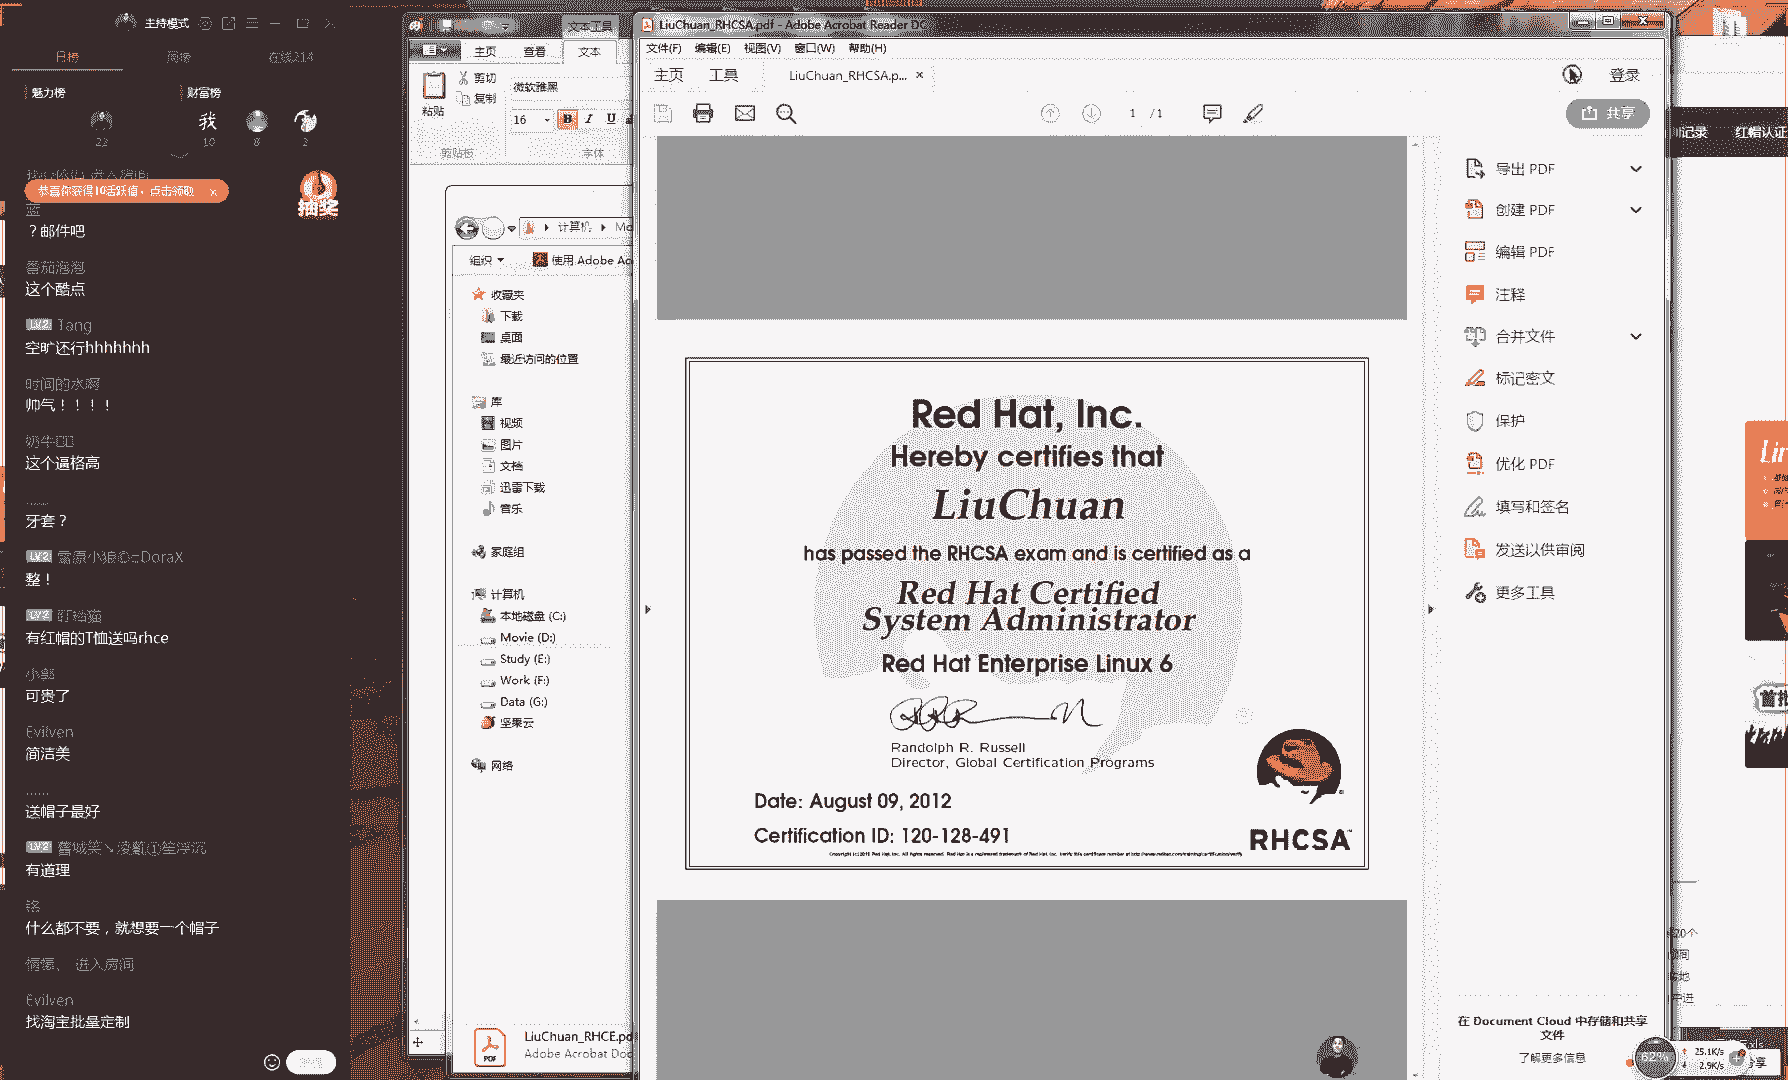 主持模式
日榜
周榜
在线214
魅力榜
财富榜
我
23
10
8
2
恭喜你获得10活跃值，点击领取 ×
抽奖
蓝
？邮件吧
番茄泡泡
这个酷点
LV.2 Tang
空旷还行hhhhhhh
时间的水啊
帅气！！！！
奶牛
这个逼格高
......
牙套？
LV.2
整！
LV.2
有红帽的T恤送吗rhce
小郭
可贵了
Evilven
简洁美
......
送帽子最好
LV.2
有道理
铭
什么都不要，就想要一个帽子
进入房间
Evilven
找淘宝批量定制
文本工具
主页
查看
文本
粘贴
剪切
复制
微软雅黑
16
B I U
剪贴板
字体
计算机
组织
使用 Adobe Ac
收藏夹
下载
桌面
最近访问的位置
库
视频
图片
文档
迅雷下载
音乐
家庭组
计算机
本地磁盘 (C:)
Movie (D:)
Study (E:)
Work (F:)
Data (G:)
坚果云
网络
PDF
LiuChuan_RHCE.pd
Adobe Acrobat Doc
LiuChuan_RHCSA.pdf - Adobe Acrobat Reader DC
文件(F) 编辑(E) 视图(V) 窗口(W) 帮助(H)
主页
工具
LiuChuan_RHCSA.p... ×
登录
1 / 1
共享
Red Hat, Inc.
Hereby certifies that
LiuChuan
has passed the RHCSA exam and is certified as a
Red Hat Certified
System Administrator
Red Hat Enterprise Linux 6
Randolph R. Russell
Director, Global Certification Programs
Date: August 09, 2012
Certification ID: 120-128-491
RHCSA
导出 PDF
创建 PDF
编辑 PDF
注释
合并文件
标记密文
保护
优化 PDF
填写和签名
发送以供审阅
更多工具
在 Document Cloud 中存储和共享
文件
了解更多信息
记录
红帽认证
62%
25.1K/s
2.9K/s